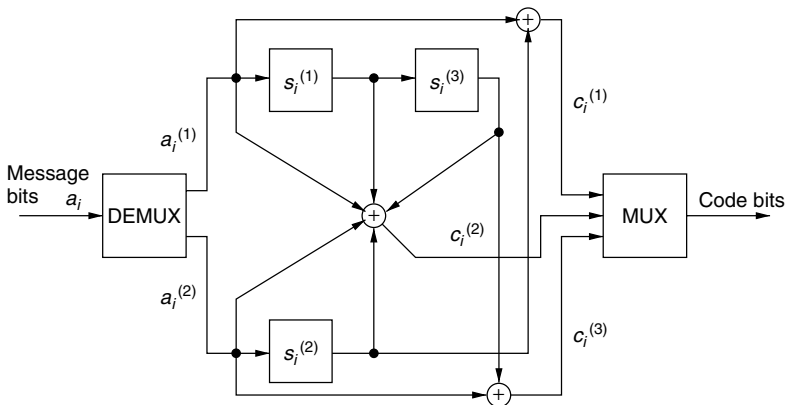 Message
bits a_i
DEMUX
a_i^(1)
a_i^(2)
s_i^(1)
s_i^(3)
s_i^(2)
+
+
+
c_i^(1)
c_i^(2)
c_i^(3)
MUX
Code bits